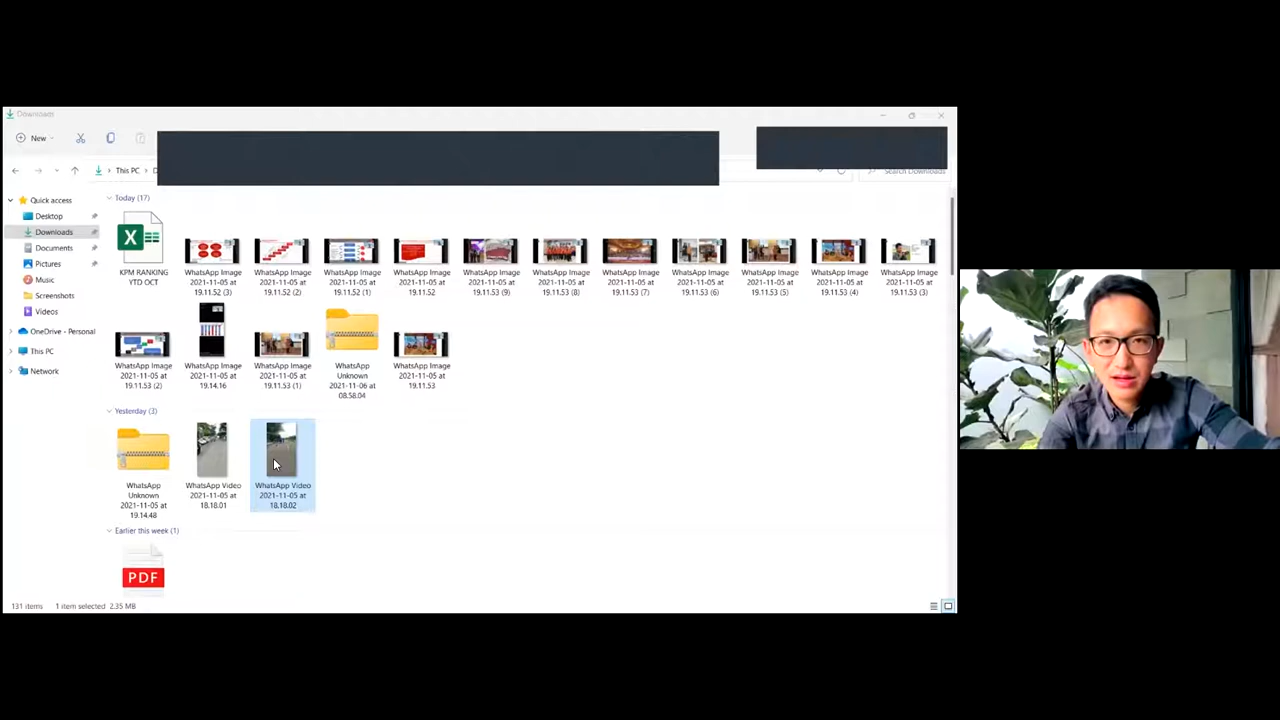 Downloads
New
This PC
Search Downloads
Quick access
Desktop
Downloads
Documents
Pictures
Music
Screenshots
Videos
OneDrive - Personal
This PC
Network
Today (17)
KPM RANKING
YTD OCT
WhatsApp Image
2021-11-05 at
19.11.52 (3)
WhatsApp Image
2021-11-05 at
19.11.52 (2)
WhatsApp Image
2021-11-05 at
19.11.52 (1)
WhatsApp Image
2021-11-05 at
19.11.52
WhatsApp Image
2021-11-05 at
19.11.53 (9)
WhatsApp Image
2021-11-05 at
19.11.53 (8)
WhatsApp Image
2021-11-05 at
19.11.53 (7)
WhatsApp Image
2021-11-05 at
19.11.53 (6)
WhatsApp Image
2021-11-05 at
19.11.53 (5)
WhatsApp Image
2021-11-05 at
19.11.53 (4)
WhatsApp Image
2021-11-05 at
19.11.53 (3)
WhatsApp Image
2021-11-05 at
19.11.53 (2)
WhatsApp Image
2021-11-05 at
19.14.16
WhatsApp Image
2021-11-05 at
19.11.53 (1)
WhatsApp
Unknown
2021-11-06 at
08.58.04
WhatsApp Image
2021-11-05 at
19.11.53
Yesterday (3)
WhatsApp
Unknown
2021-11-05 at
19.14.48
WhatsApp Video
2021-11-05 at
18.18.01
WhatsApp Video
2021-11-05 at
18.18.02
Earlier this week (1)
PDF
131 items 1 item selected 2.35 MB